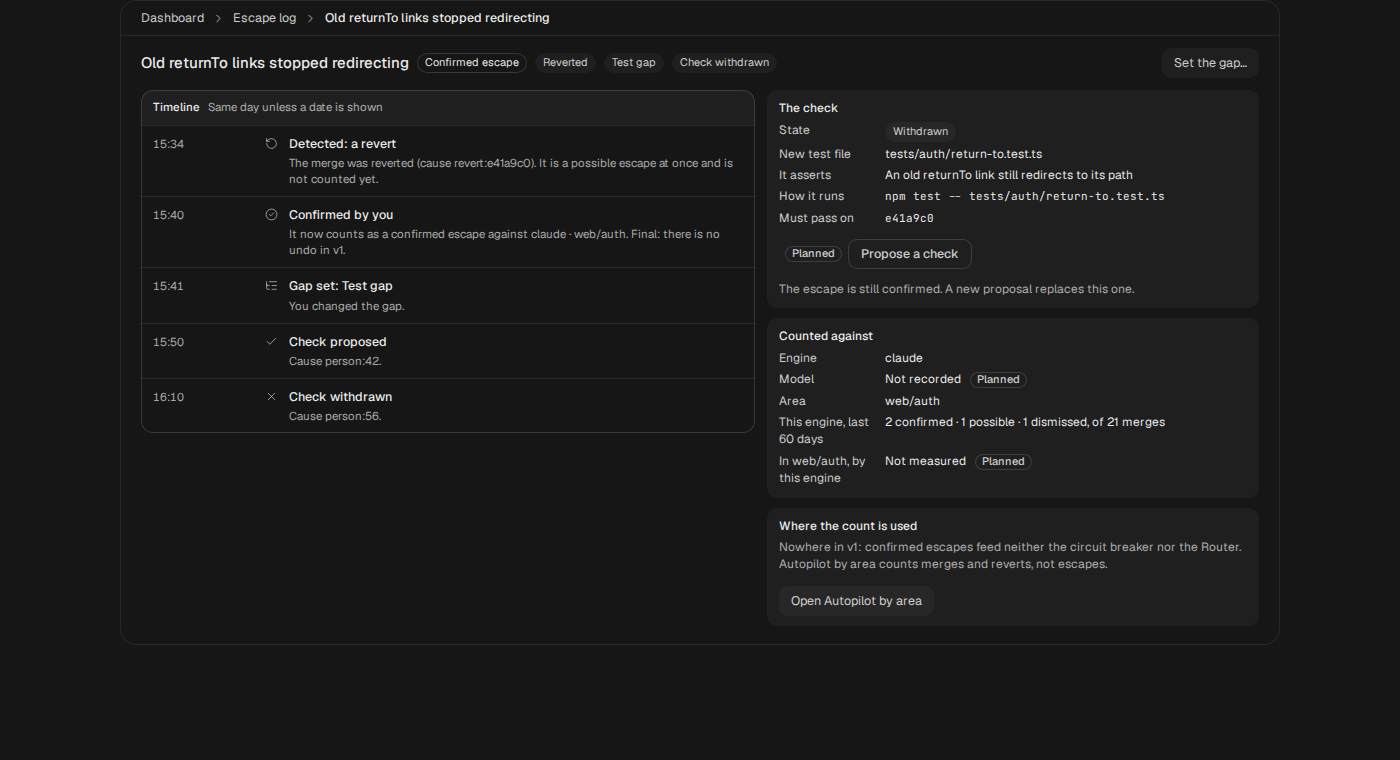 Dashboard > Escape log > Old returnTo links stopped redirecting
Old returnTo links stopped redirecting Confirmed escape Reverted Test gap Check withdrawn Set the gap…
Timeline Same day unless a date is shown
15:34 Detected: a revert
The merge was reverted (cause revert:e41a9c0). It is a possible escape at once and is
not counted yet.
15:40 Confirmed by you
It now counts as a confirmed escape against claude · web/auth. Final: there is no
undo in v1.
15:41 Gap set: Test gap
You changed the gap.
15:50 Check proposed
Cause person:42.
16:10 Check withdrawn
Cause person:56.
The check
State Withdrawn
New test file tests/auth/return-to.test.ts
It asserts An old returnTo link still redirects to its path
How it runs npm test -- tests/auth/return-to.test.ts
Must pass on e41a9c0
Planned Propose a check
The escape is still confirmed. A new proposal replaces this one.
Counted against
Engine claude
Model Not recorded Planned
Area web/auth
This engine, last 2 confirmed · 1 possible · 1 dismissed, of 21 merges
60 days
In web/auth, by Not measured Planned
this engine
Where the count is used
Nowhere in v1: confirmed escapes feed neither the circuit breaker nor the Router.
Autopilot by area counts merges and reverts, not escapes.
Open Autopilot by area